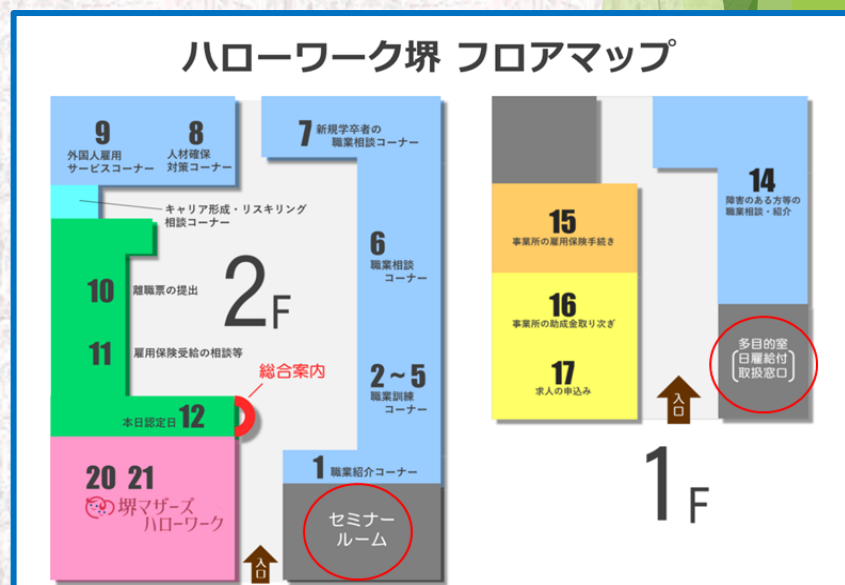 ハローワーク堺 フロアマップ
9
外国人雇用
サービスコーナー
8
人材確保
対策コーナー
7 新規学卒者の
職業相談コーナー
キャリア形成・リスキリング
相談コーナー
6
職業相談
コーナー
2F
10 離職票の提出
11 雇用保険受給の相談等
総合案内
2～5
職業訓練
コーナー
本日認定日 12
1 職業紹介コーナー
20 21
堺マザーズ
ハローワーク
セミナー
ルーム
入口
14
障害のある方等の
職業相談・紹介
15
事業所の雇用保険手続き
16
事業所の助成金取り次ぎ
17
求人の申込み
多目的室
日雇給付
取扱窓口
入口
1F